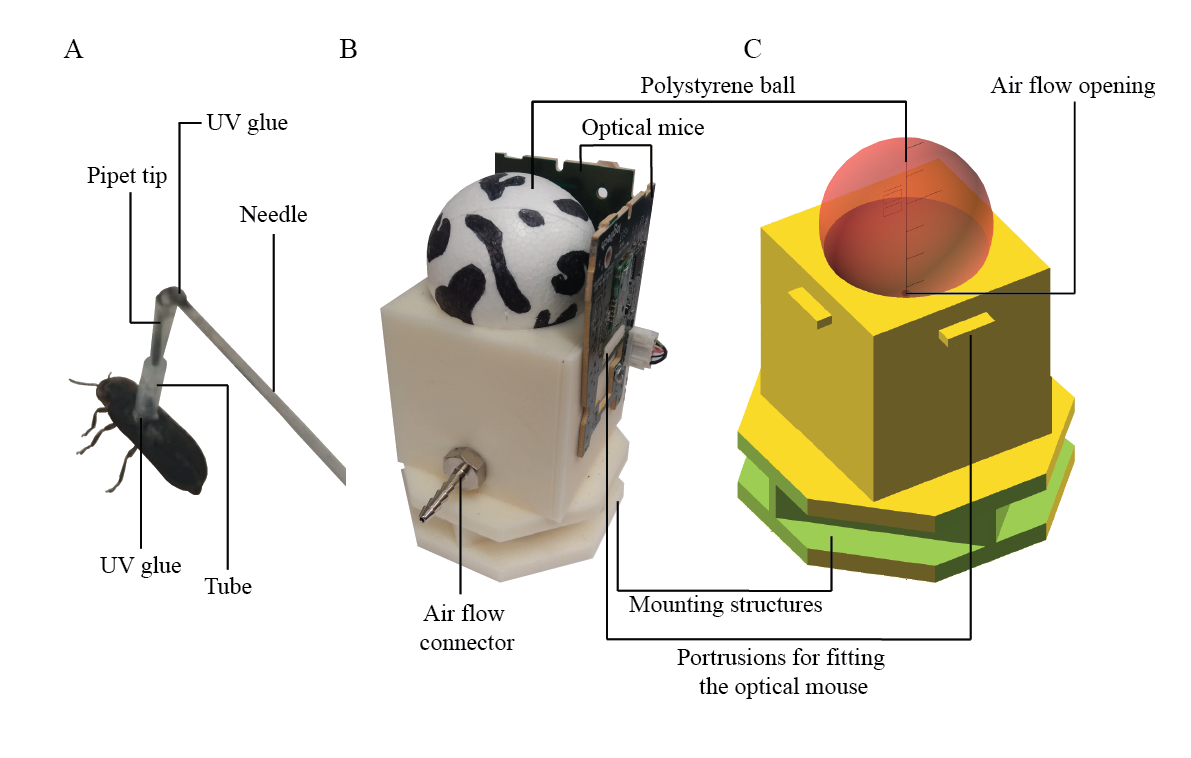 A
B
C
Polystyrene ball
Air flow opening
UV glue
Optical mice
Pipet tip
Needle
UV glue
Tube
Air flow
connector
Mounting structures
Portrusions for fitting
the optical mouse